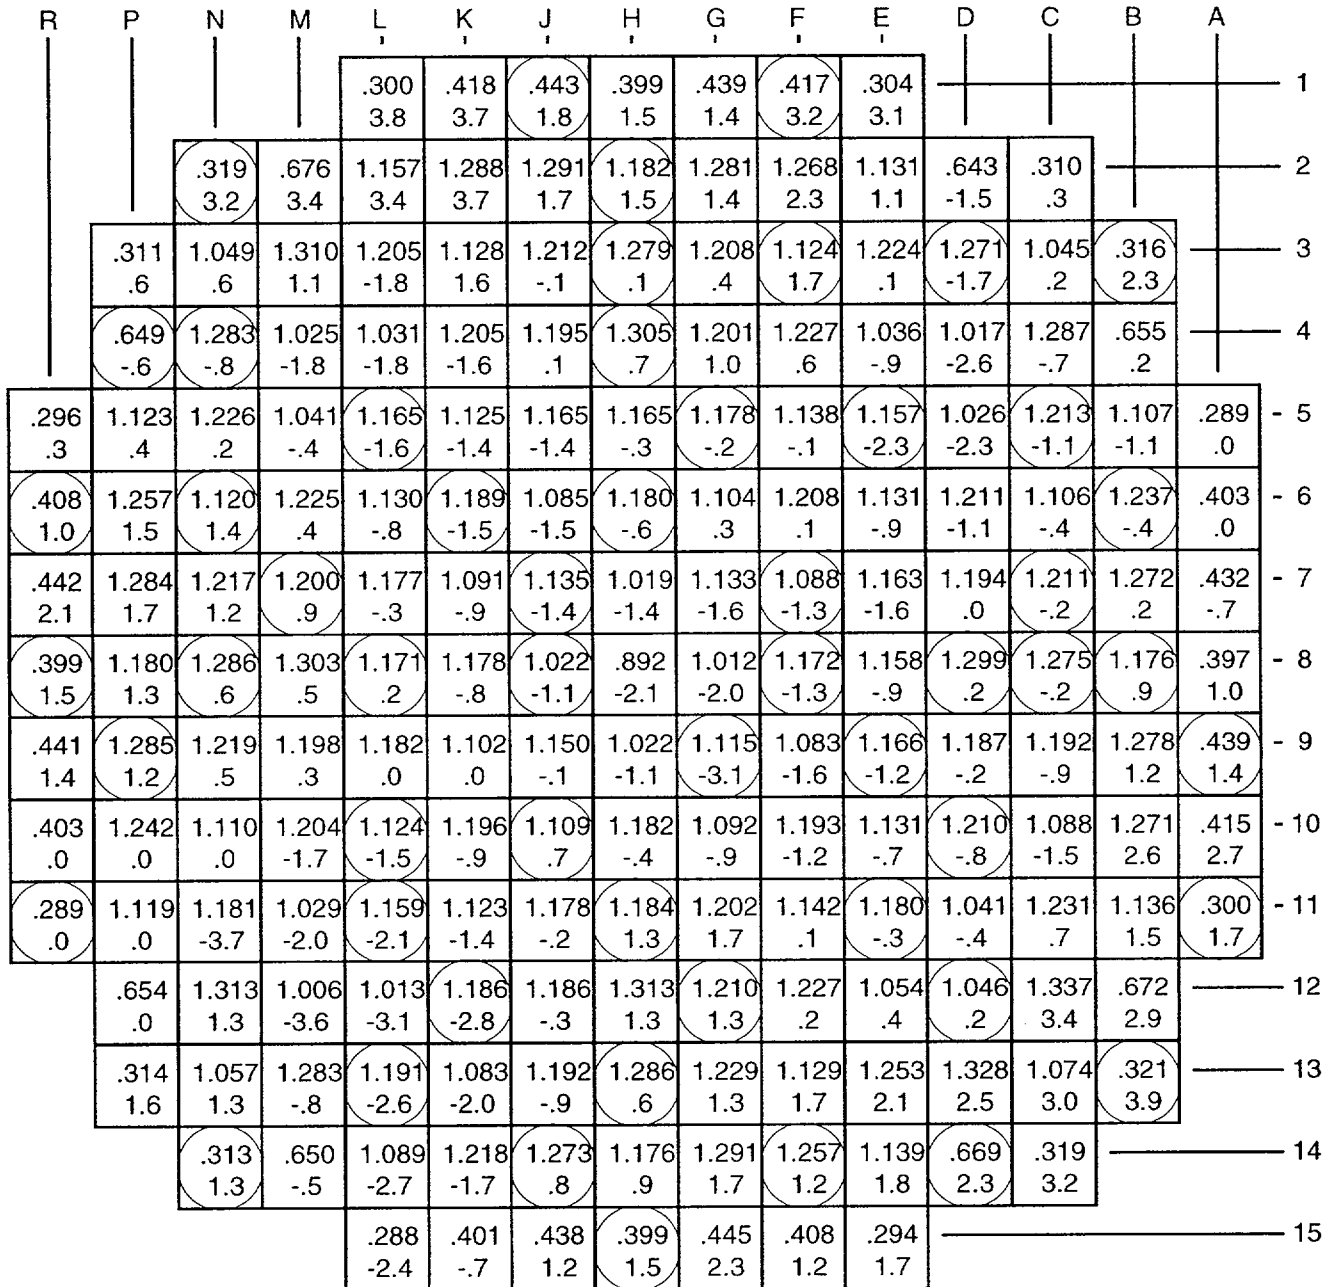 R P N M L K J H G F E D C B A
.300 .418 .443 .399 .439 .417 .304 1
3.8 3.7 1.8 1.5 1.4 3.2 3.1
.319 .676 1.157 1.288 1.291 1.182 1.281 1.268 1.131 .643 .310 2
3.2 3.4 3.4 3.7 1.7 1.5 1.4 2.3 1.1 -1.5 .3
.311 1.049 1.310 1.205 1.128 1.212 1.279 1.208 1.124 1.224 1.271 1.045 .316 3
.6 .6 1.1 -1.8 1.6 -.1 .1 .4 1.7 .1 -1.7 .2 2.3
.649 1.283 1.025 1.031 1.205 1.195 1.305 1.201 1.227 1.036 1.017 1.287 .655 4
-.6 -.8 -1.8 -1.8 -1.6 .1 .7 1.0 .6 -.9 -2.6 -.7 .2
.296 1.123 1.226 1.041 1.165 1.125 1.165 1.165 1.178 1.138 1.157 1.026 1.213 1.107 .289 - 5
.3 .4 .2 -.4 -1.6 -1.4 -1.4 -.3 -.2 -.1 -2.3 -2.3 -1.1 -1.1 .0
.408 1.257 1.120 1.225 1.130 1.189 1.085 1.180 1.104 1.208 1.131 1.211 1.106 1.237 .403 - 6
1.0 1.5 1.4 .4 -.8 -1.5 -1.5 -.6 .3 .1 -.9 -1.1 -.4 -.4 .0
.442 1.284 1.217 1.200 1.177 1.091 1.135 1.019 1.133 1.088 1.163 1.194 1.211 1.272 .432 - 7
2.1 1.7 1.2 .9 -.3 -.9 -1.4 -1.4 -1.6 -1.3 -1.6 .0 -.2 .2 -.7
.399 1.180 1.286 1.303 1.171 1.178 1.022 .892 1.012 1.172 1.158 1.299 1.275 1.176 .397 - 8
1.5 1.3 .6 .5 .2 -.8 -1.1 -2.1 -2.0 -1.3 -.9 .2 -.2 .9 1.0
.441 1.285 1.219 1.198 1.182 1.102 1.150 1.022 1.115 1.083 1.166 1.187 1.192 1.278 .439 - 9
1.4 1.2 .5 .3 .0 .0 -.1 -1.1 -3.1 -1.6 -1.2 -.2 -.9 1.2 1.4
.403 1.242 1.110 1.204 1.124 1.196 1.109 1.182 1.092 1.193 1.131 1.210 1.088 1.271 .415 - 10
.0 .0 .0 -1.7 -1.5 -.9 .7 -.4 -.9 -1.2 -.7 -.8 -1.5 2.6 2.7
.289 1.119 1.181 1.029 1.159 1.123 1.178 1.184 1.202 1.142 1.180 1.041 1.231 1.136 .300 - 11
.0 .0 -3.7 -2.0 -2.1 -1.4 -.2 1.3 1.7 .1 -.3 -.4 .7 1.5 1.7
.654 1.313 1.006 1.013 1.186 1.186 1.313 1.210 1.227 1.054 1.046 1.337 .672 12
.0 1.3 -3.6 -3.1 -2.8 -.3 1.3 1.3 .2 .4 .2 3.4 2.9
.314 1.057 1.283 1.191 1.083 1.192 1.286 1.229 1.129 1.253 1.328 1.074 .321 13
1.6 1.3 -.8 -2.6 -2.0 -.9 .6 1.3 1.7 2.1 2.5 3.0 3.9
.313 .650 1.089 1.218 1.273 1.176 1.291 1.257 1.139 .669 .319 14
1.3 -.5 -2.7 -1.7 .8 .9 1.7 1.2 1.8 2.3 3.2
.288 .401 .438 .399 .445 .408 .294 15
-2.4 -.7 1.2 1.5 2.3 1.2 1.7